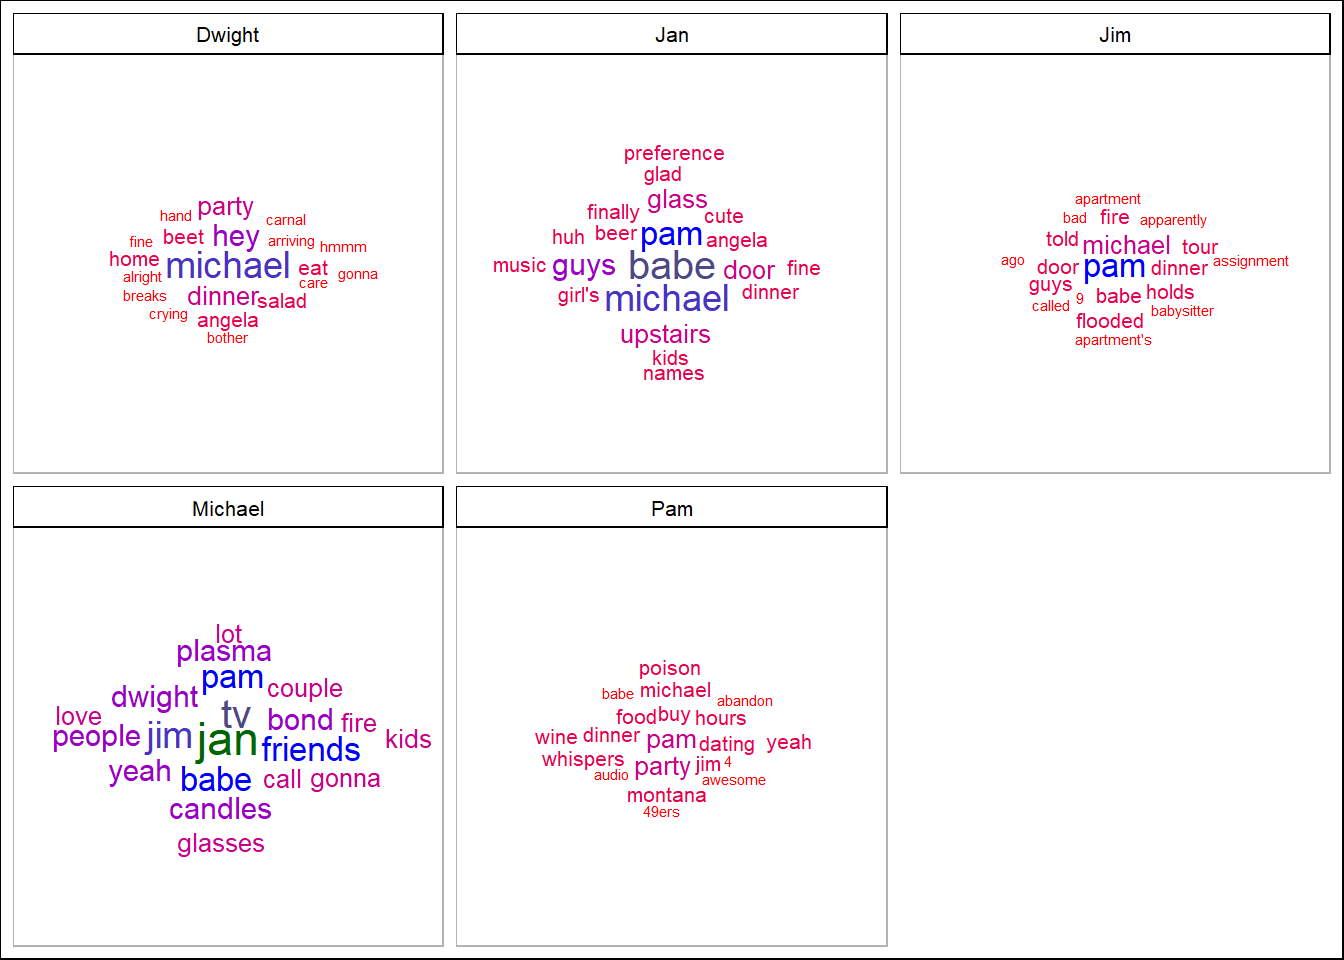 Dwight
hand party carnal
fine beet hey arriving hmmm
home michael eat gonna
alright care
breaks dinner salad
crying angela
bother
Jan
preference
glad
glass
finally cute
huh beer pam angela
music guys babe door fine
girl's michael dinner
upstairs
kids
names
Jim
apartment
bad fire apparently
told michael tour
ago door pam dinner assignment
guys babe holds
called 9 babysitter
flooded
apartment's
Michael
lot
plasma
pam
dwight couple
love tv bond fire
people jim jan friends kids
yeah babe call gonna
candles
glasses
Pam
poison
babe michael abandon
food buy hours
wine dinner pam dating yeah
whispers party jim 4
audio awesome
montana
49ers